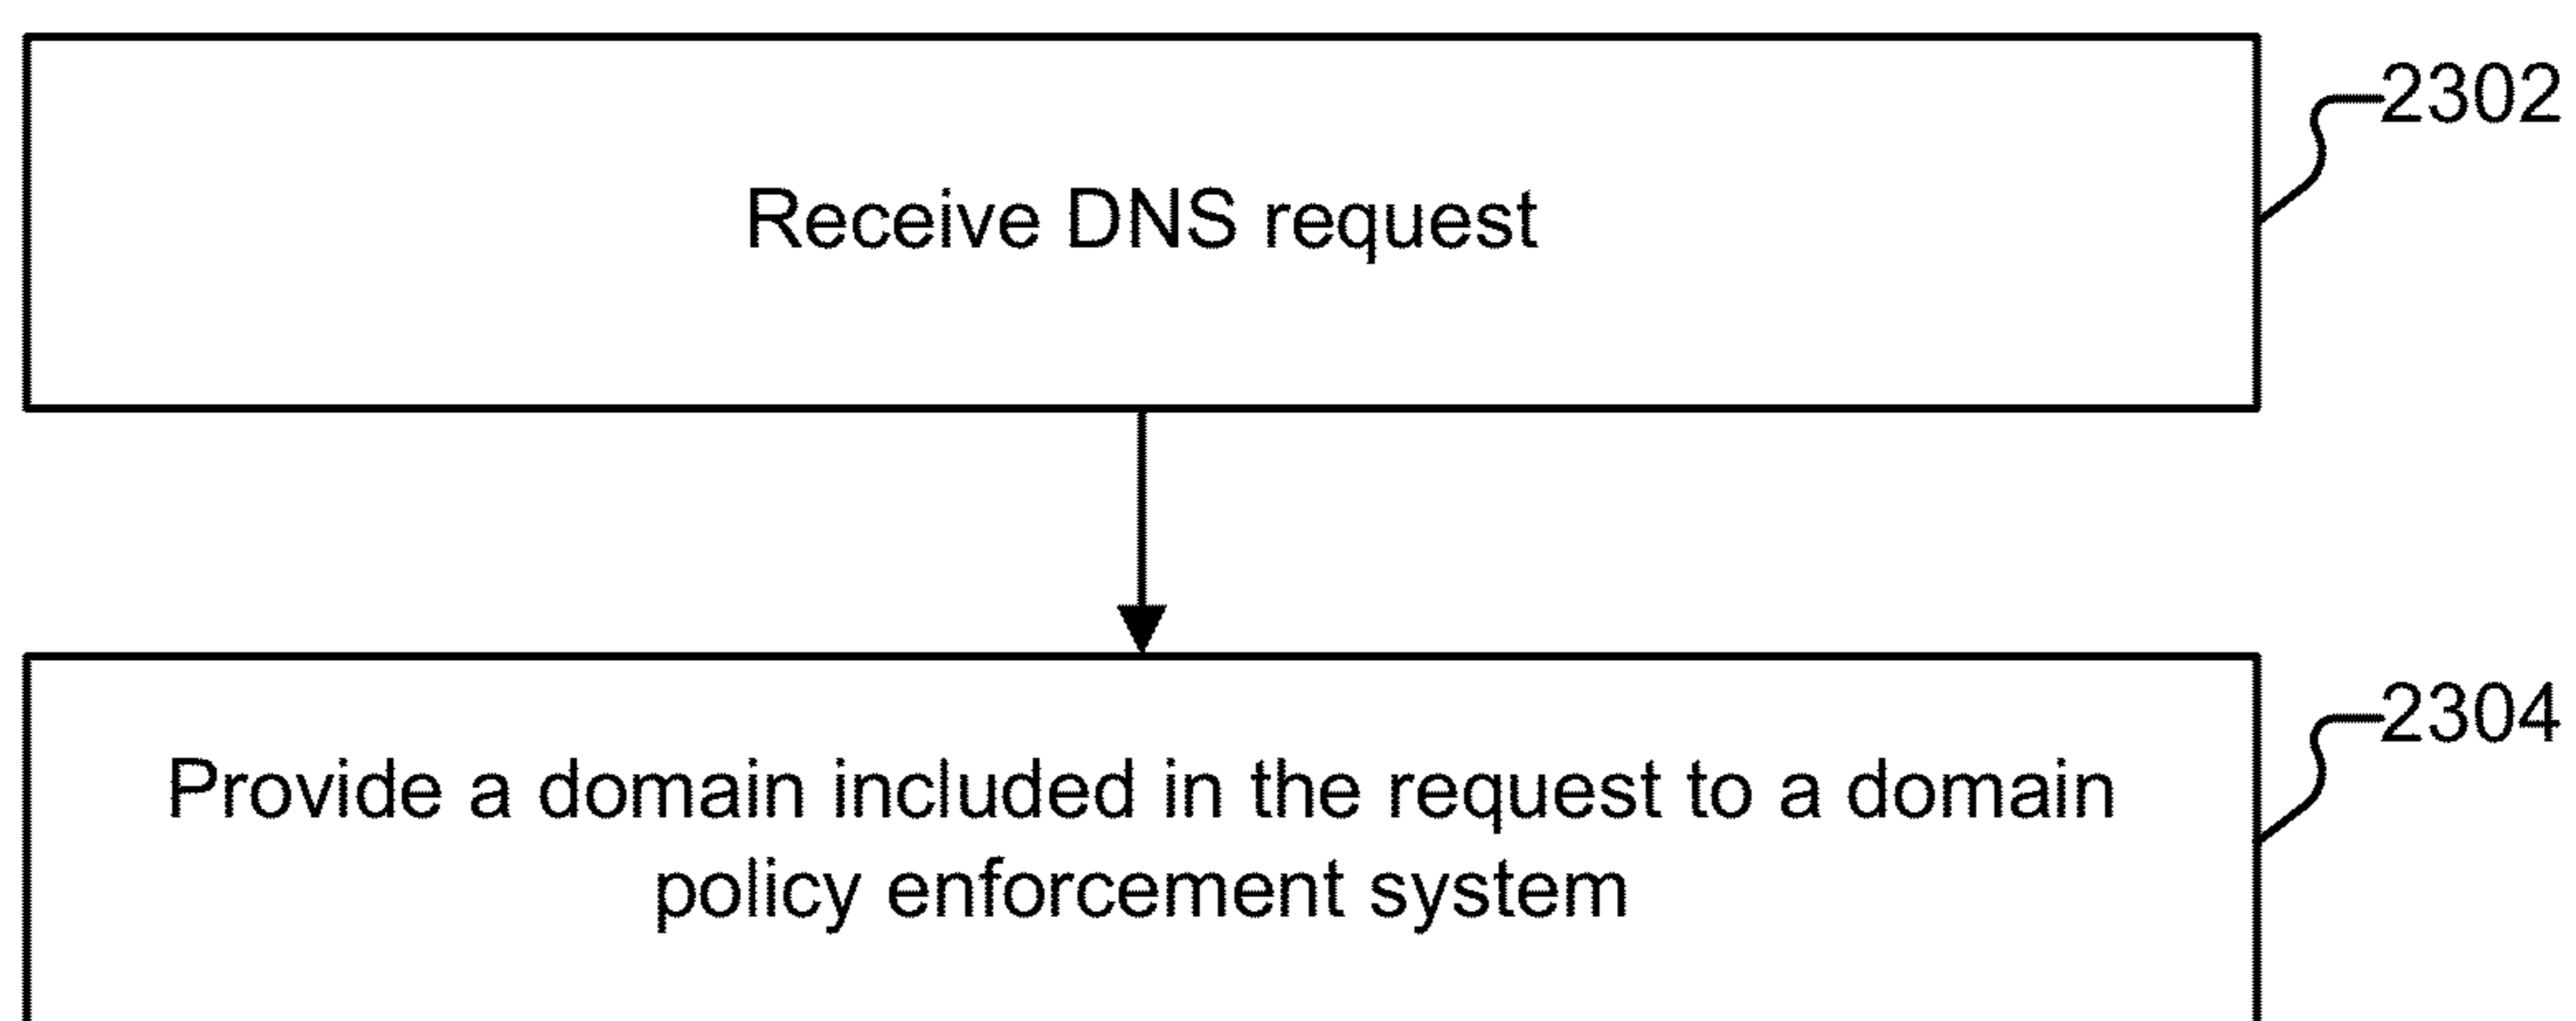 2302
Receive DNS request
2304
Provide a domain included in the request to a domain
policy enforcement system